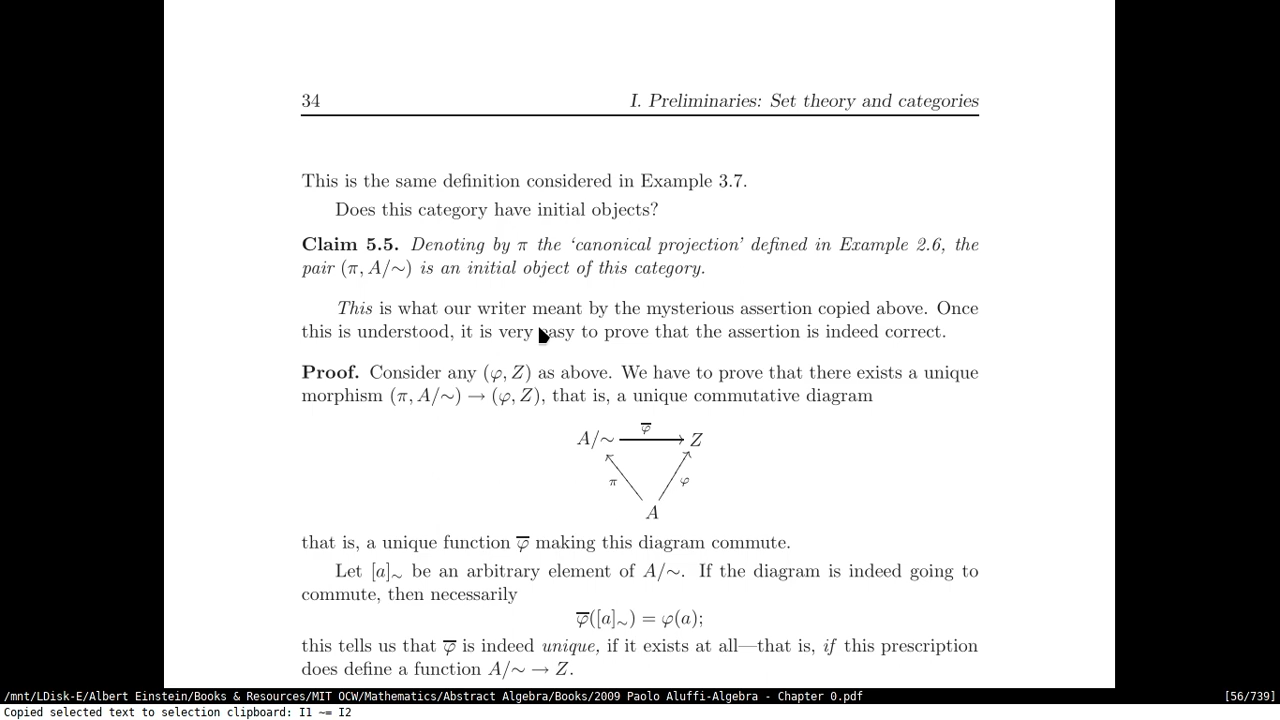 34 I. Preliminaries: Set theory and categories
This is the same definition considered in Example 3.7.
Does this category have initial objects?
Claim 5.5. Denoting by π the ‘canonical projection’ defined in Example 2.6, the
pair (π, A/∼) is an initial object of this category.
This is what our writer meant by the mysterious assertion copied above. Once
this is understood, it is very easy to prove that the assertion is indeed correct.
Proof. Consider any (φ, Z) as above. We have to prove that there exists a unique
morphism (π, A/∼) → (φ, Z), that is, a unique commutative diagram
φ̅
A/∼ Z
π φ
A
that is, a unique function φ̅ making this diagram commute.
Let [a]∼ be an arbitrary element of A/∼. If the diagram is indeed going to
commute, then necessarily
φ̅([a]∼) = φ(a);
this tells us that φ̅ is indeed unique, if it exists at all—that is, if this prescription
does define a function A/∼ → Z.
/mnt/LDisk-E/Albert Einstein/Books & Resources/MIT OCW/Mathematics/Abstract Algebra/Books/2009 Paolo Aluffi-Algebra - Chapter 0.pdf [56/739]
Copied selected text to selection clipboard: I1 ~= I2